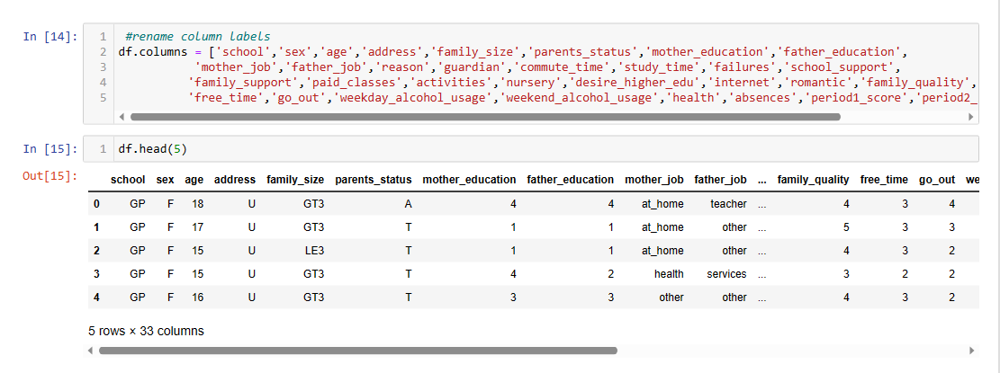 In [14]:
1 #rename column labels
2 df.columns = ['school','sex','age','address','family_size','parents_status','mother_education','father_education',
3 'mother_job','father_job','reason','guardian','commute_time','study_time','failures','school_support',
4 'family_support','paid_classes','activities','nursery','desire_higher_edu','internet','romantic','family_quality',
5 'free_time','go_out','weekday_alcohol_usage','weekend_alcohol_usage','health','absences','period1_score','period2_
In [15]:
1 df.head(5)
Out[15]:
school sex age address family_size parents_status mother_education father_education mother_job father_job ... family_quality free_time go_out we
0 GP F 18 U GT3 A 4 4 at_home teacher ... 4 3 4
1 GP F 17 U GT3 T 1 1 at_home other ... 5 3 3
2 GP F 15 U LE3 T 1 1 at_home other ... 4 3 2
3 GP F 15 U GT3 T 4 2 health services ... 3 2 2
4 GP F 16 U GT3 T 3 3 other other ... 4 3 2
5 rows × 33 columns